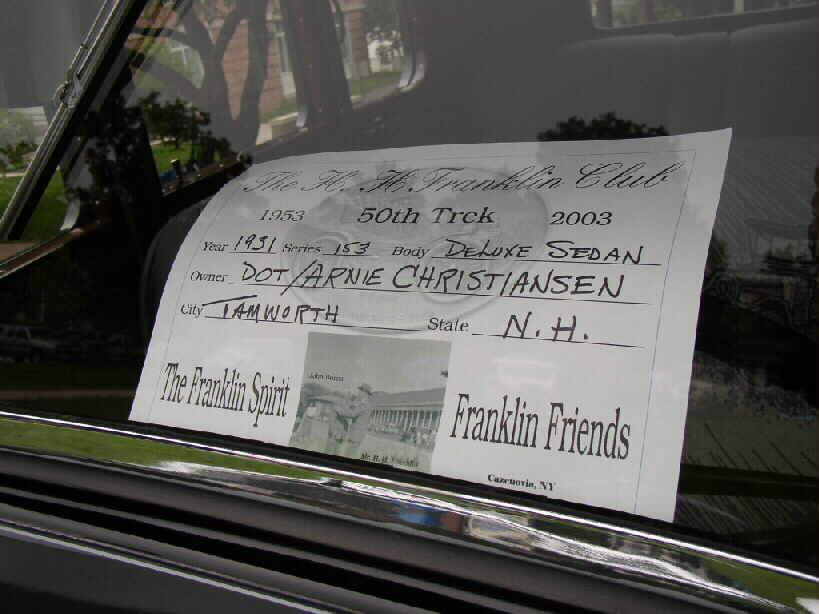 The H. H. Franklin Club
1953 50th Trek 2003
Year 1931 Series 153 Body DELUXE SEDAN
Owner DOT/ARNIE CHRISTIANSEN
City TAMWORTH State N.H.
The Franklin Spirit
Franklin Friends
Cazenovia, NY